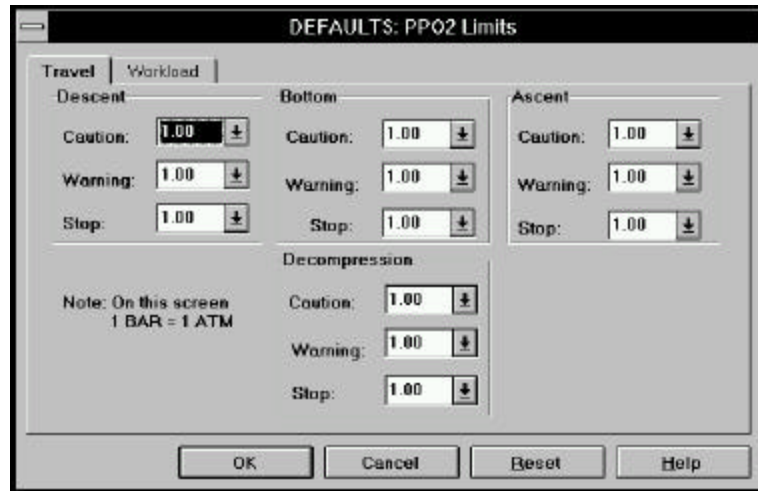 DEFAULTS: PPO2 Limits
Travel Workload
Descent Bottom Ascent
Caution: 1.00 Caution: 1.00 Caution: 1.00
Warning: 1.00 Warning: 1.00 Warning: 1.00
Stop: 1.00 Stop: 1.00 Stop: 1.00
Decompression
Note: On this screen
1 BAR = 1 ATM
Caution: 1.00
Warning: 1.00
Stop: 1.00
OK Cancel Reset Help